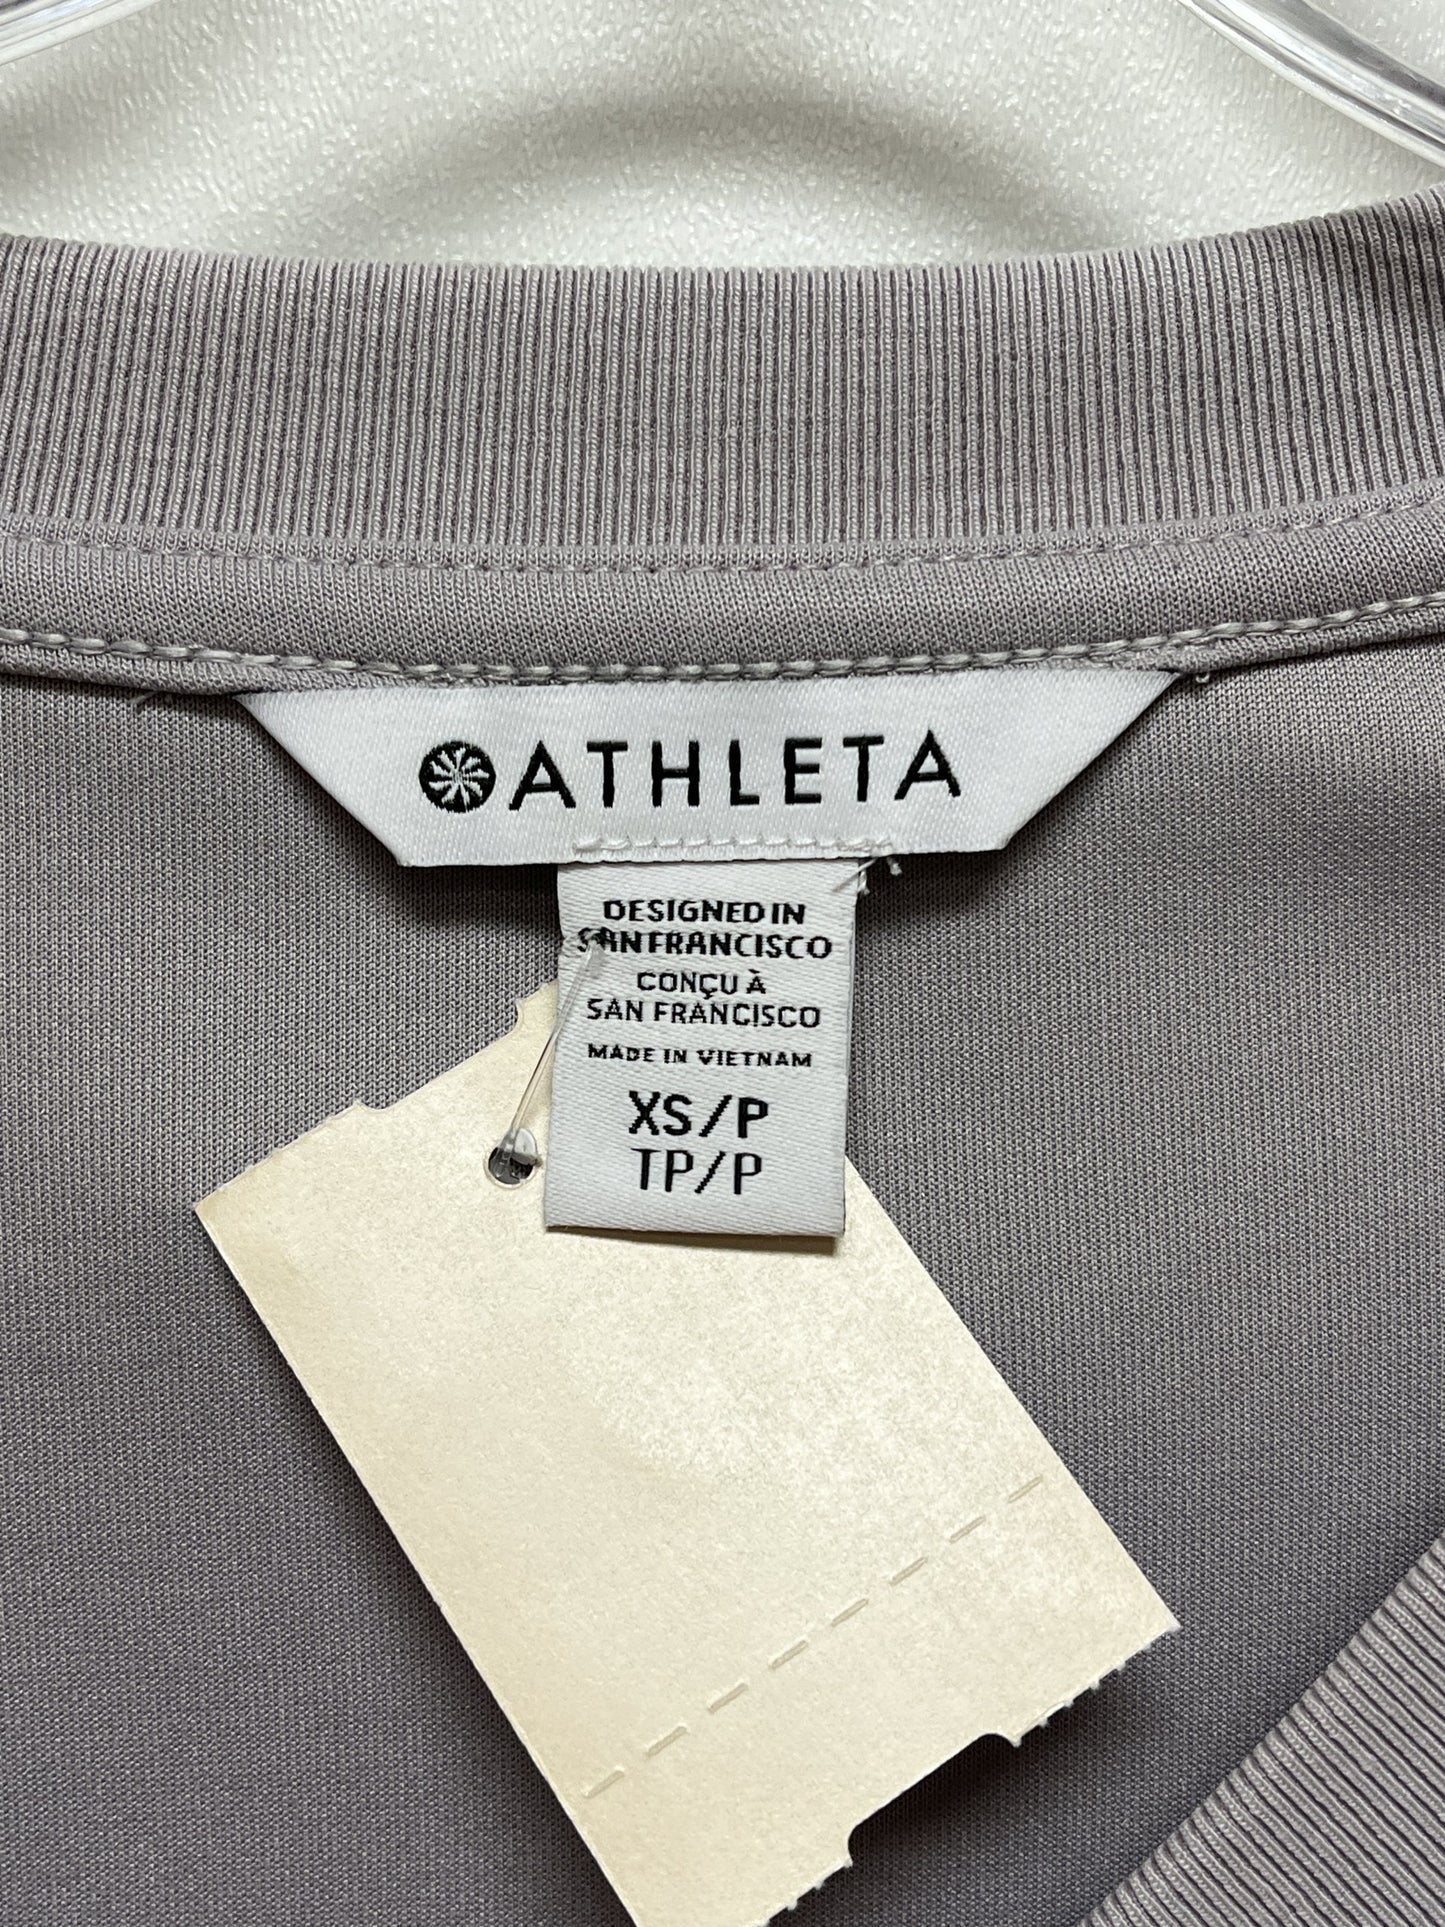 ATHLETA
DESIGNED IN
SAN FRANCISCO
CONÇU À
SAN FRANCISCO
MADE IN VIETNAM
XS/P
TP/P